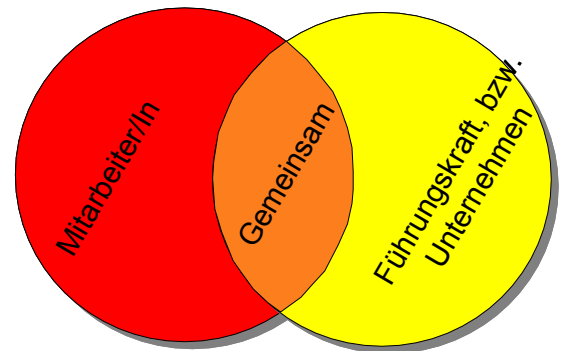 Mitarbeiter/In
Gemeinsam
Führungskraft, bzw.
Unternehmen